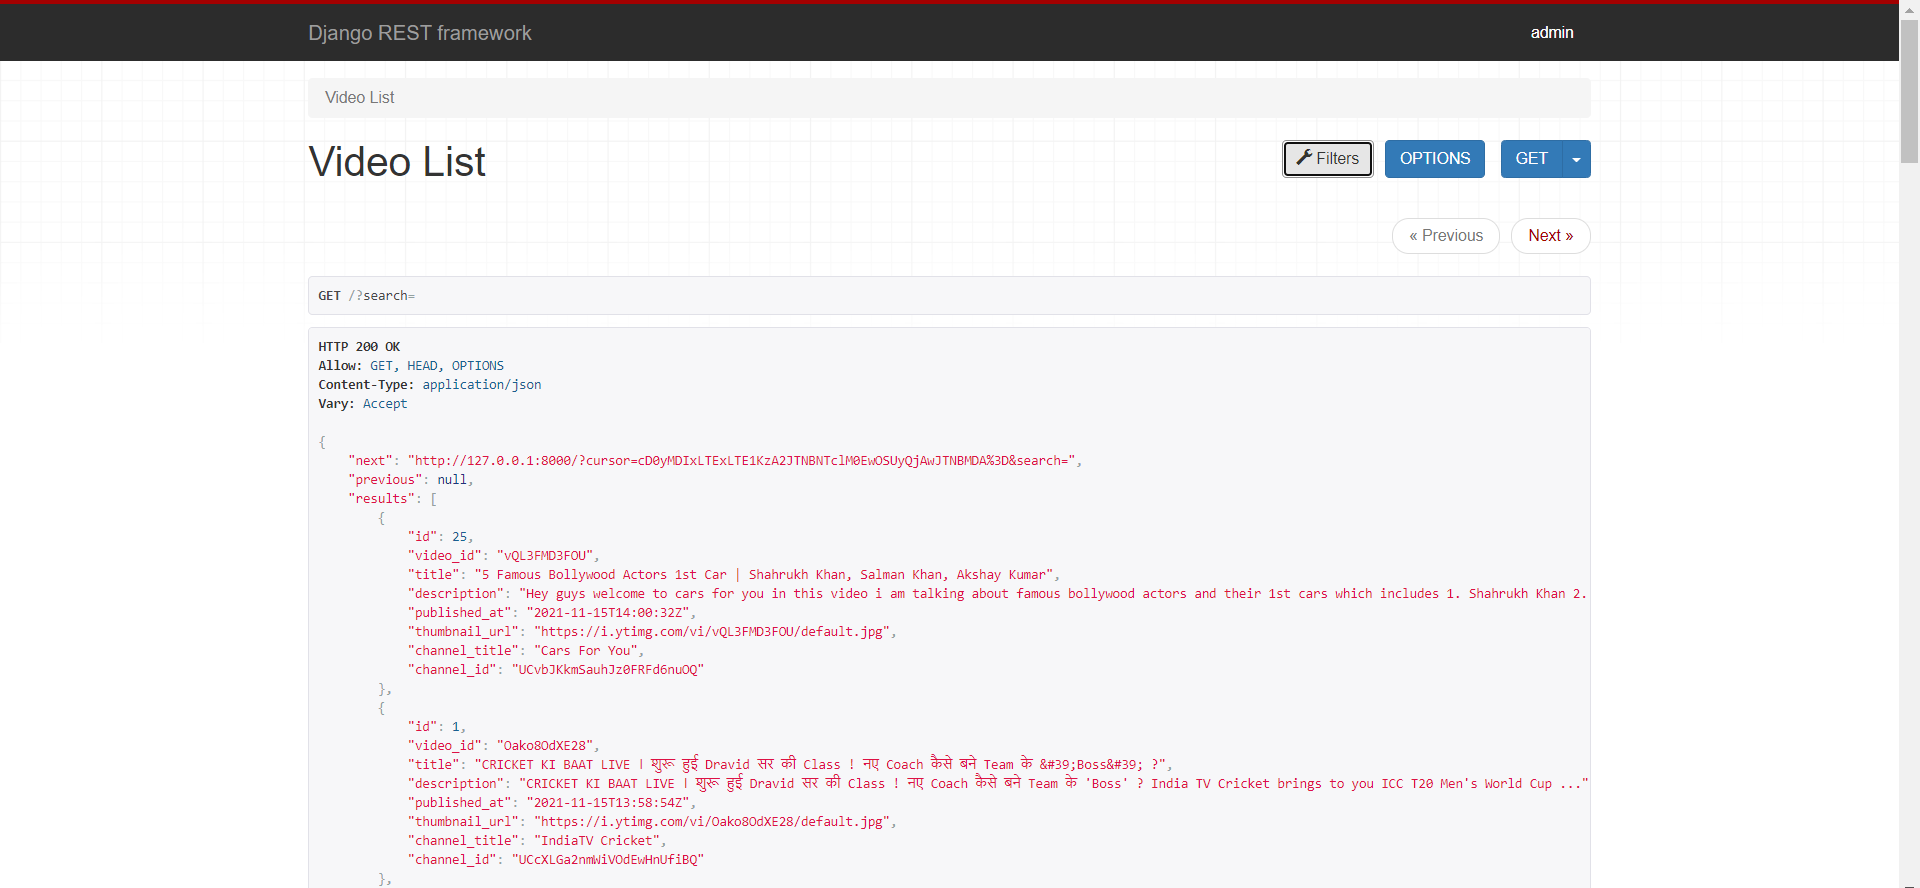 Django REST framework
admin
Video List
Video List
Filters
OPTIONS
GET
« Previous
Next »
GET /?search=
HTTP 200 OK
Allow: GET, HEAD, OPTIONS
Content-Type: application/json
Vary: Accept
{
"next": "http://127.0.0.1:8000/?cursor=cD0yMDIxLTExLTE1KzA2JTNBNTclM0EwOSUyQjAwJTNBMDA%3D&search=",
"previous": null,
"results": [
{
"id": 25,
"video_id": "vQL3FMD3FOU",
"title": "5 Famous Bollywood Actors 1st Car | Shahrukh Khan, Salman Khan, Akshay Kumar",
"description": "Hey guys welcome to cars for you in this video i am talking about famous bollywood actors and their 1st cars which includes 1. Shahrukh Khan 2.
"published_at": "2021-11-15T14:00:32Z",
"thumbnail_url": "https://i.ytimg.com/vi/vQL3FMD3FOU/default.jpg",
"channel_title": "Cars For You",
"channel_id": "UCvbJKkmSauhJz0FRFd6nuOQ"
},
{
"id": 1,
"video_id": "Oako8OdXE28",
"title": "CRICKET KI BAAT LIVE । शुरू हुई Dravid सर की Class ! नए Coach कैसे बने Team के &#39;Boss&#39; ?",
"description": "CRICKET KI BAAT LIVE । शुरू हुई Dravid सर की Class ! नए Coach कैसे बने Team के 'Boss' ? India TV Cricket brings to you ICC T20 Men's World Cup ..."
"published_at": "2021-11-15T13:58:54Z",
"thumbnail_url": "https://i.ytimg.com/vi/Oako8OdXE28/default.jpg",
"channel_title": "IndiaTV Cricket",
"channel_id": "UCcXLGa2nmWiVOdEwHnUfiBQ"
},